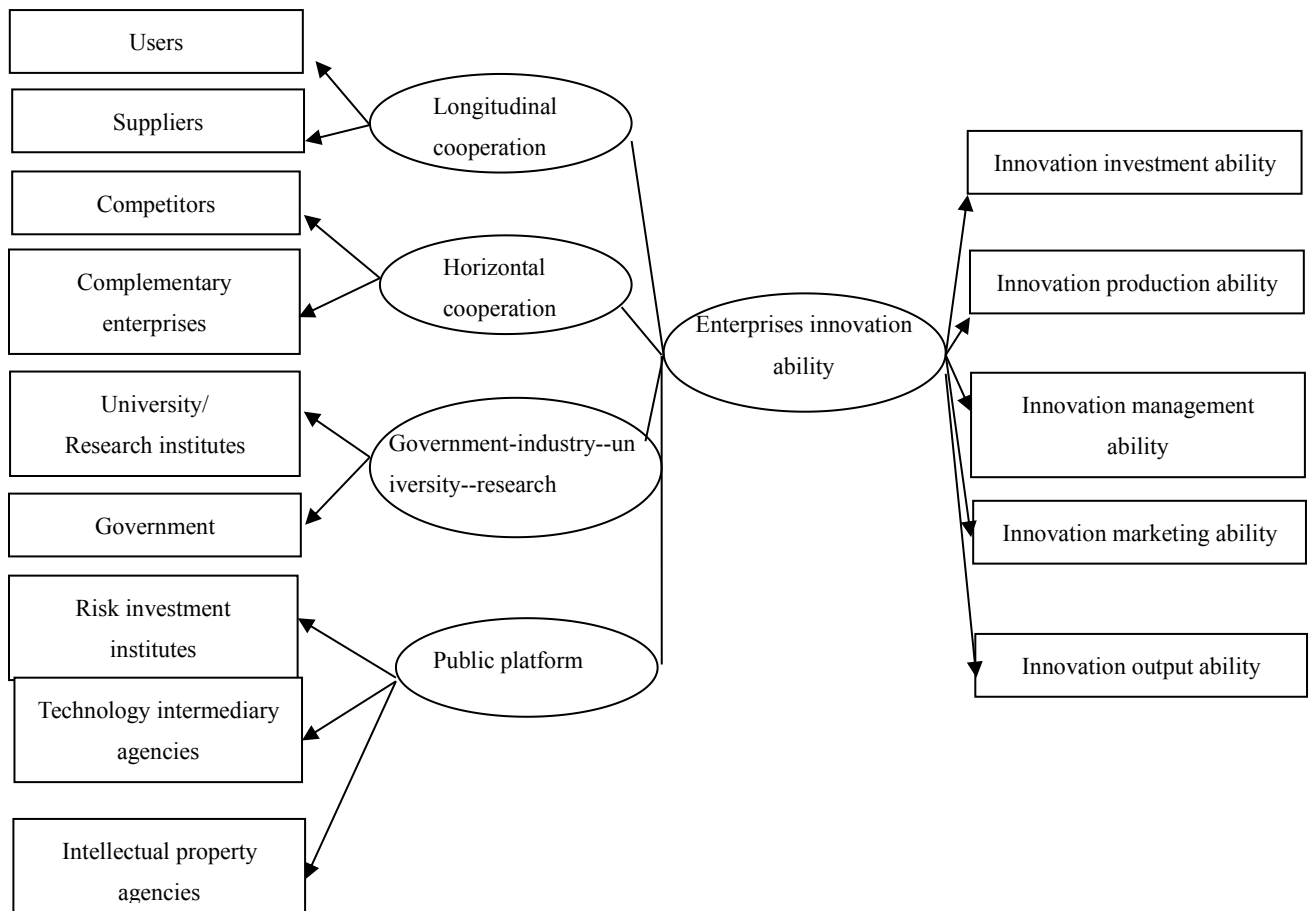 Users
Suppliers
Competitors
Complementary
enterprises
University/
Research institutes
Government
Risk investment
institutes
Technology intermediary
agencies
Intellectual property
agencies
Longitudinal
cooperation
Horizontal
cooperation
Government-industry--un
iversity--research
Public platform
Enterprises innovation
ability
Innovation investment ability
Innovation production ability
Innovation management
ability
Innovation marketing ability
Innovation output ability